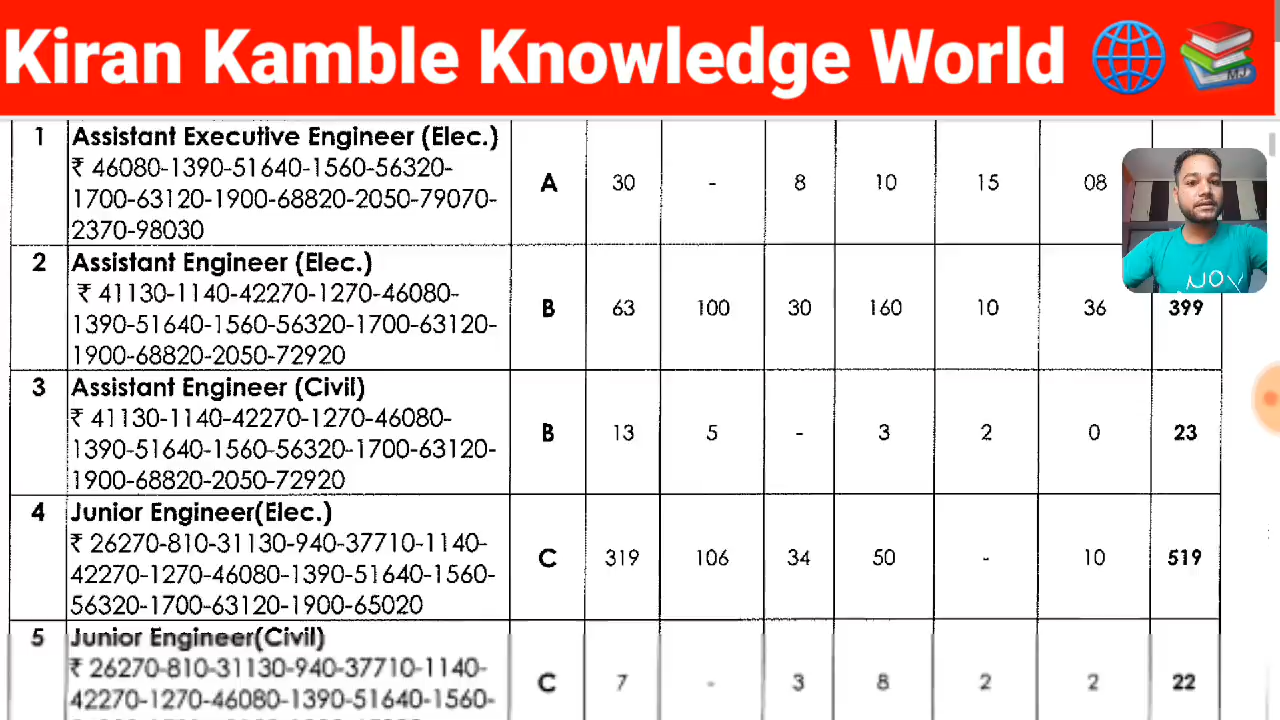 Kiran Kamble Knowledge World
MJ
1 Assistant Executive Engineer (Elec.)
₹ 46080-1390-51640-1560-56320-
1700-63120-1900-68820-2050-79070-
2370-98030
A 30 - 8 10 15 08
2 Assistant Engineer (Elec.)
₹ 41130-1140-42270-1270-46080-
1390-51640-1560-56320-1700-63120-
1900-68820-2050-72920
B 63 100 30 160 10 36 399
3 Assistant Engineer (Civil)
₹ 41130-1140-42270-1270-46080-
1390-51640-1560-56320-1700-63120-
1900-68820-2050-72920
B 13 5 - 3 2 0 23
4 Junior Engineer(Elec.)
₹ 26270-810-31130-940-37710-1140-
42270-1270-46080-1390-51640-1560-
56320-1700-63120-1900-65020
C 319 106 34 50 - 10 519
5 Junior Engineer(Civil)
₹ 26270-810-31130-940-37710-1140-
42270-1270-46080-1390-51640-1560-
C 7 - 3 8 2 2 22